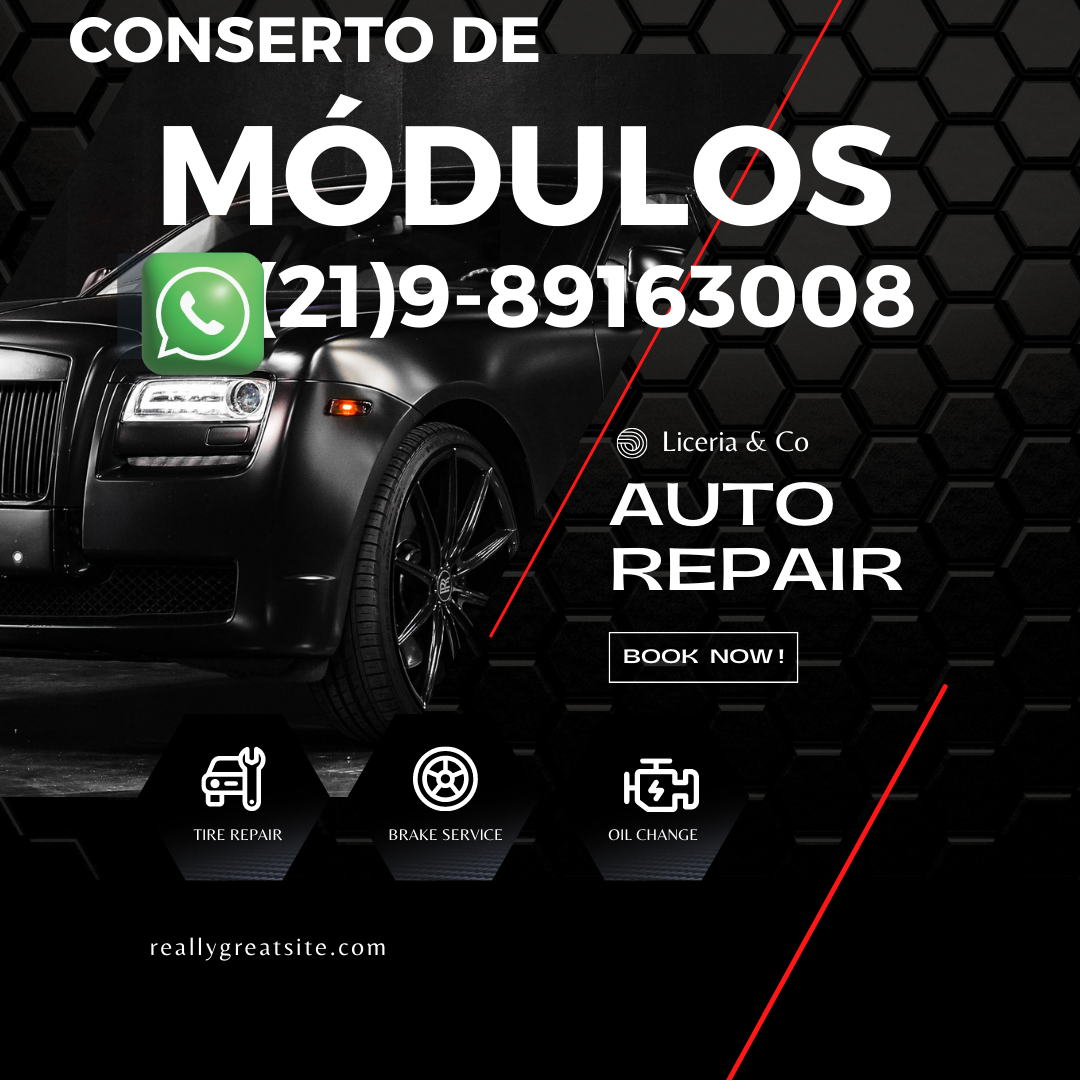 CONSERTO DE
MÓDULOS
(21)9-89163008
Liceria & Co
AUTO
REPAIR
BOOK NOW!
TIRE REPAIR
BRAKE SERVICE
OIL CHANGE
reallygreatsite.com